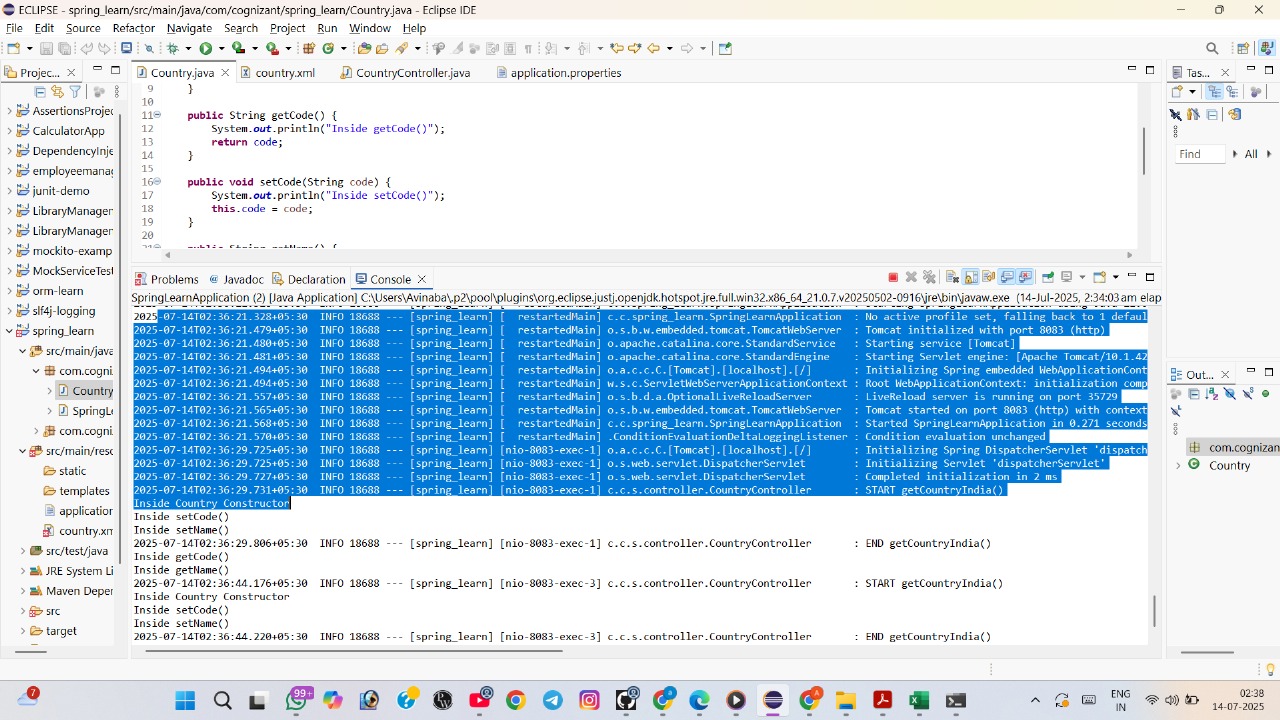 ECLIPSE - spring_learn/src/main/java/com/cognizant/spring_learn/Country.java - Eclipse IDE
File Edit Source Refactor Navigate Search Project Run Window Help
Projec...
AssertionsProje
CalculatorApp
DependencyInje
employeemanag
junit-demo
LibraryManager
LibraryManager
mockito-examp
MockServiceTest
orm-learn
slf4j-logging
spring_learn
src/main/java
com.cogniz
Country
SpringLe
com.cogni
src/main/reso
static
templates
application
country.xm
src/test/java
JRE System Li
Maven Depen
src
target
Country.java country.xml CountryController.java application.properties
9 }
10
11 public String getCode() {
12 System.out.println("Inside getCode()");
13 return code;
14 }
15
16 public void setCode(String code) {
17 System.out.println("Inside setCode()");
18 this.code = code;
19 }
20
Problems Javadoc Declaration Console
SpringLearnApplication (2) [Java Application] C:\Users\Avinaba\.p2\pool\plugins\org.eclipse.justj.openjdk.hotspot.jre.full.win32.x86_64_21.0.7.v20250502-0916\jre\bin\javaw.exe (14-Jul-2025, 2:34:03 am elap
2025-07-14T02:36:21.328+05:30 INFO 18688 --- [spring_learn] [ restartedMain] c.c.spring_learn.SpringLearnApplication : No active profile set, falling back to 1 defaul
2025-07-14T02:36:21.479+05:30 INFO 18688 --- [spring_learn] [ restartedMain] o.s.b.w.embedded.tomcat.TomcatWebServer : Tomcat initialized with port 8083 (http)
2025-07-14T02:36:21.480+05:30 INFO 18688 --- [spring_learn] [ restartedMain] o.apache.catalina.core.StandardService : Starting service [Tomcat]
2025-07-14T02:36:21.481+05:30 INFO 18688 --- [spring_learn] [ restartedMain] o.apache.catalina.core.StandardEngine : Starting Servlet engine: [Apache Tomcat/10.1.42
2025-07-14T02:36:21.494+05:30 INFO 18688 --- [spring_learn] [ restartedMain] o.a.c.c.C.[Tomcat].[localhost].[/] : Initializing Spring embedded WebApplicationCont
2025-07-14T02:36:21.494+05:30 INFO 18688 --- [spring_learn] [ restartedMain] w.s.c.ServletWebServerApplicationContext : Root WebApplicationContext: initialization comp
2025-07-14T02:36:21.557+05:30 INFO 18688 --- [spring_learn] [ restartedMain] o.s.b.d.a.OptionalLiveReloadServer : LiveReload server is running on port 35729
2025-07-14T02:36:21.565+05:30 INFO 18688 --- [spring_learn] [ restartedMain] o.s.b.w.embedded.tomcat.TomcatWebServer : Tomcat started on port 8083 (http) with context
2025-07-14T02:36:21.568+05:30 INFO 18688 --- [spring_learn] [ restartedMain] c.c.spring_learn.SpringLearnApplication : Started SpringLearnApplication in 0.271 seconds
2025-07-14T02:36:21.570+05:30 INFO 18688 --- [spring_learn] [ restartedMain] .ConditionEvaluationDeltaLoggingListener : Condition evaluation unchanged
2025-07-14T02:36:29.725+05:30 INFO 18688 --- [spring_learn] [nio-8083-exec-1] o.a.c.c.C.[Tomcat].[localhost].[/] : Initializing Spring DispatcherServlet 'dispatch
2025-07-14T02:36:29.725+05:30 INFO 18688 --- [spring_learn] [nio-8083-exec-1] o.s.web.servlet.DispatcherServlet : Initializing Servlet 'dispatcherServlet'
2025-07-14T02:36:29.727+05:30 INFO 18688 --- [spring_learn] [nio-8083-exec-1] o.s.web.servlet.DispatcherServlet : Completed initialization in 2 ms
2025-07-14T02:36:29.731+05:30 INFO 18688 --- [spring_learn] [nio-8083-exec-1] c.c.s.controller.CountryController : START getCountryIndia()
Inside Country Constructor
Inside setCode()
Inside setName()
2025-07-14T02:36:29.806+05:30 INFO 18688 --- [spring_learn] [nio-8083-exec-1] c.c.s.controller.CountryController : END getCountryIndia()
Inside getCode()
Inside getName()
2025-07-14T02:36:44.176+05:30 INFO 18688 --- [spring_learn] [nio-8083-exec-3] c.c.s.controller.CountryController : START getCountryIndia()
Inside Country Constructor
Inside setCode()
Inside setName()
2025-07-14T02:36:44.220+05:30 INFO 18688 --- [spring_learn] [nio-8083-exec-3] c.c.s.controller.CountryController : END getCountryIndia()
Tas...
Find All
Out...
com.cognizan
Country
7
99+
ENG
IN
02:38
14-07-2025